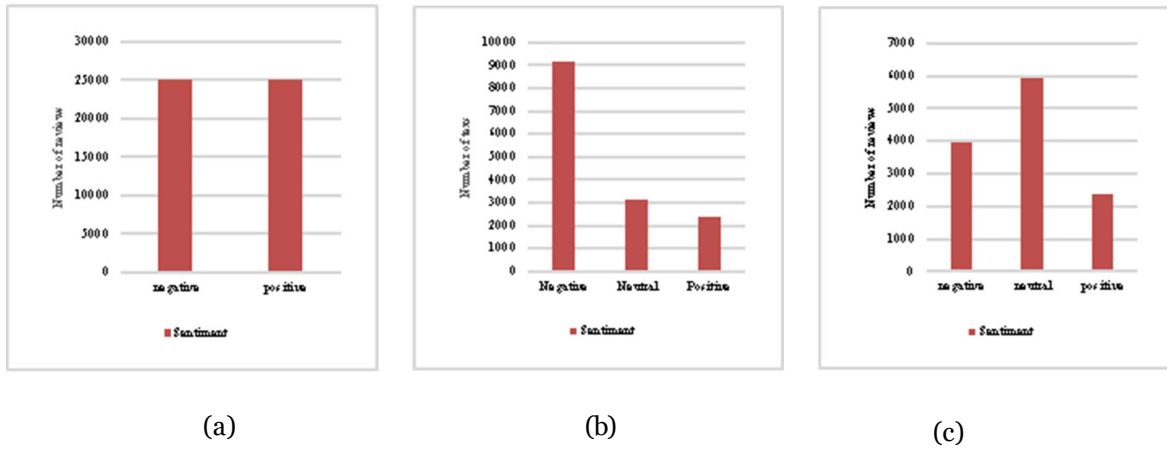 30000
25000
20000
15000
10000
5000
0
Number of reviews
negative positive
Sentiment
(a)
10000
9000
8000
7000
6000
5000
4000
3000
2000
1000
0
Number of
Negative Neutral Positive
Sentiment
(b)
7000
6000
5000
4000
3000
2000
1000
0
Number of reviews
negative neutral positive
Sentiment
(c)